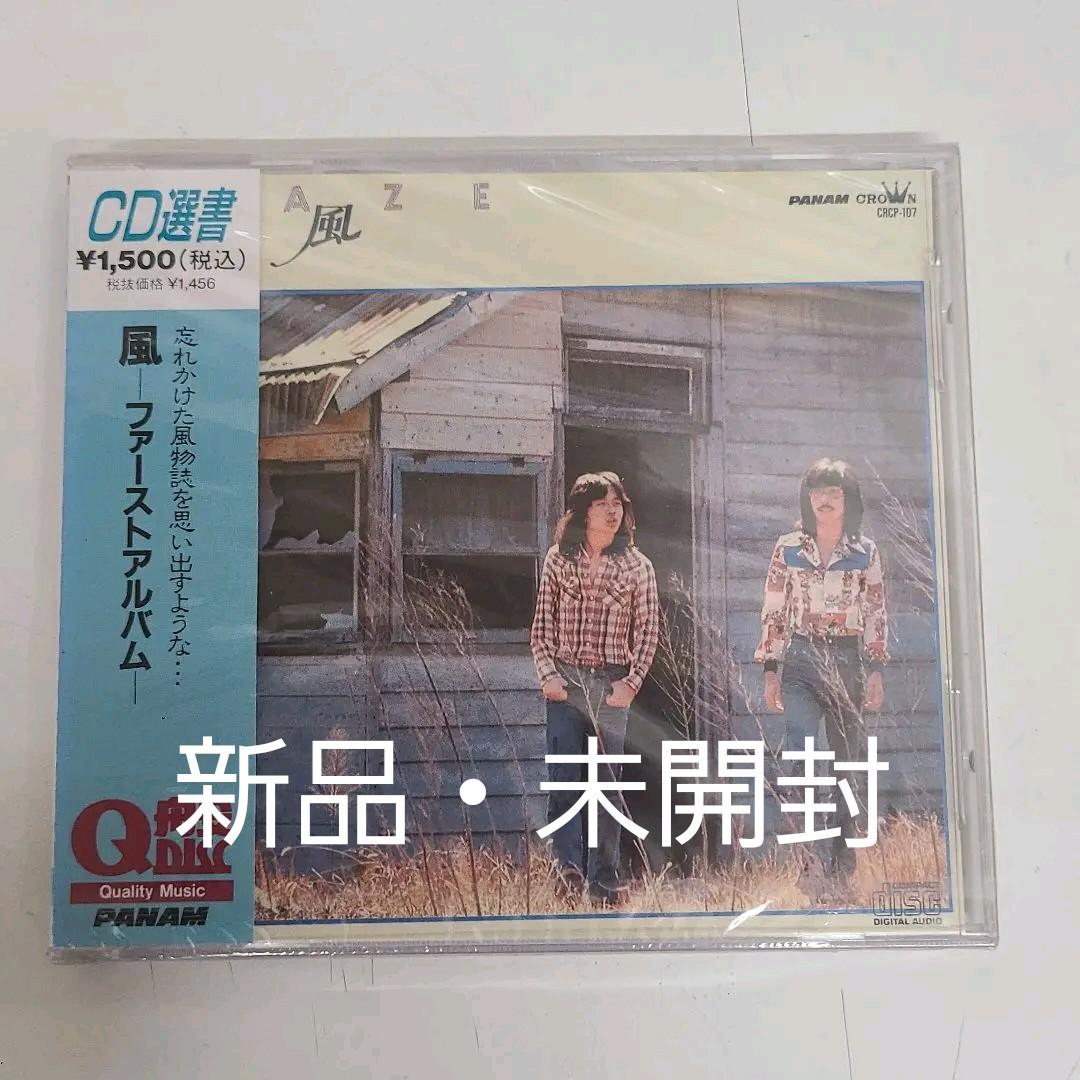 CD選書
¥1,500(税込)
税抜価格 ¥1,456
風
―ファーストアルバム―
忘れかけた風物誌を思い出すような…
Q
DISC
Quality Music
PANAM
A Z E
風
PANAM CROWN
CRCP-107
新品・未開封
COMPACT
disc
DIGITAL AUDIO